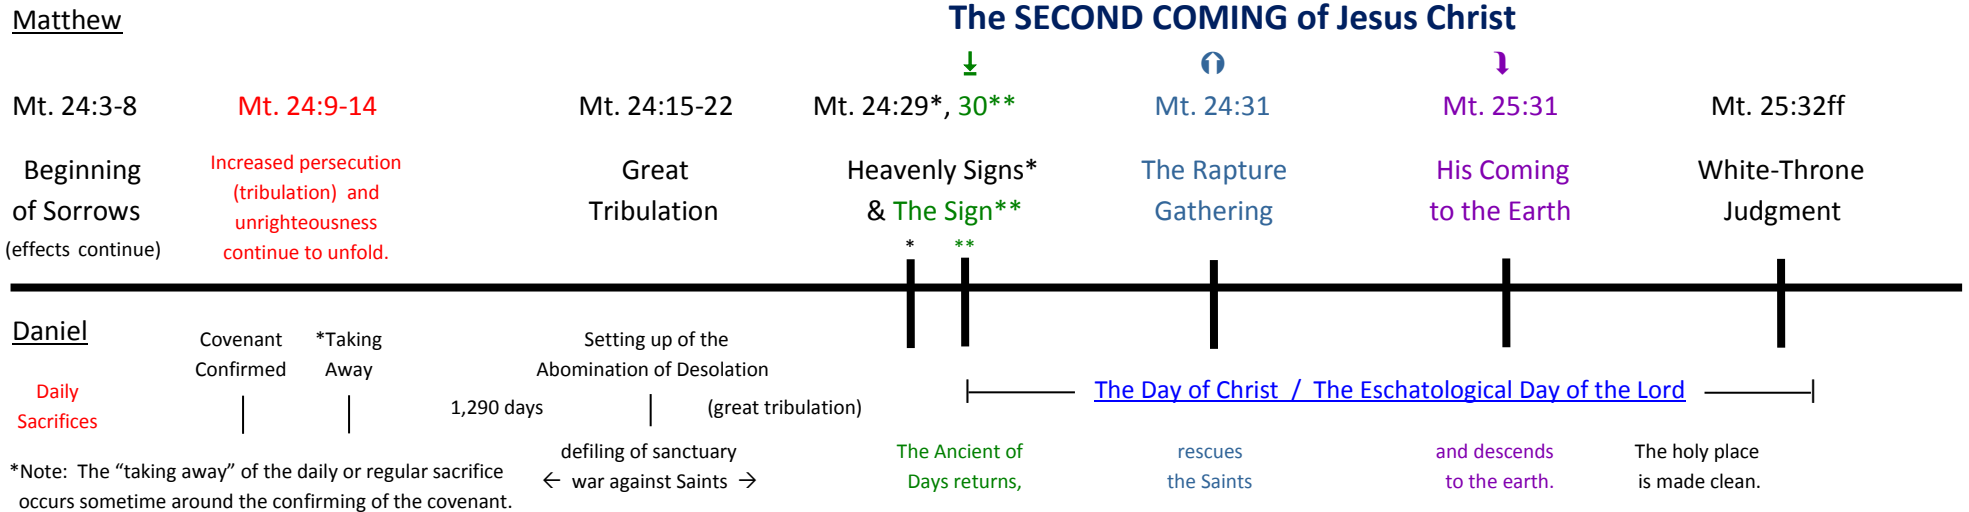 Matthew
The SECOND COMING of Jesus Christ
Mt. 24:3-8
Mt. 24:9-14
Mt. 24:15-22
Mt. 24:29*, 30**
Mt. 24:31
Mt. 25:31
Mt. 25:32ff
Beginning
of Sorrows
(effects continue)
Increased persecution
(tribulation) and
unrighteousness
continue to unfold.
Great
Tribulation
Heavenly Signs*
& The Sign**
* **
The Rapture
Gathering
His Coming
to the Earth
White-Throne
Judgment
Daniel
Daily
Sacrifices
Covenant
Confirmed
*Taking
Away
1,290 days
Setting up of the
Abomination of Desolation
(great tribulation)
The Day of Christ / The Eschatological Day of the Lord
*Note: The “taking away” of the daily or regular sacrifice
occurs sometime around the confirming of the covenant.
defiling of sanctuary
← war against Saints →
The Ancient of
Days returns,
rescues
the Saints
and descends
to the earth.
The holy place
is made clean.